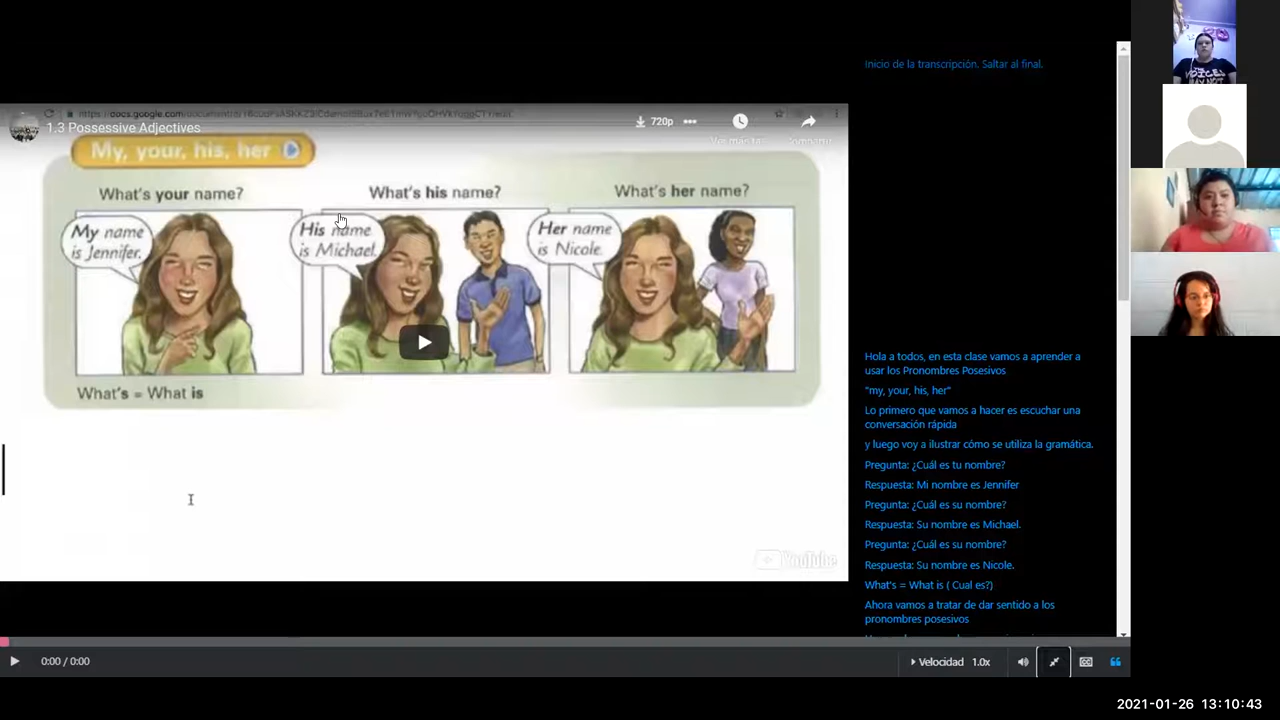 1.3 Possessive Adjectives
720p
My, your, his, her
What's your name?
My name
is Jennifer.
What's his name?
His name
is Michael.
What's her name?
Her name
is Nicole.
What's = What is
YouTube
Inicio de la transcripción. Saltar al final.
Hola a todos, en esta clase vamos a aprender a
usar los Pronombres Posesivos
"my, your, his, her"
Lo primero que vamos a hacer es escuchar una
conversación rápida
y luego voy a ilustrar cómo se utiliza la gramática.
Pregunta: ¿Cuál es tu nombre?
Respuesta: Mi nombre es Jennifer
Pregunta: ¿Cuál es su nombre?
Respuesta: Su nombre es Michael.
Pregunta: ¿Cuál es su nombre?
Respuesta: Su nombre es Nicole.
What's = What is ( Cual es?)
Ahora vamos a tratar de dar sentido a los
pronombres posesivos
0:00 / 0:00
Velocidad 1.0x
2021-01-26 13:10:43